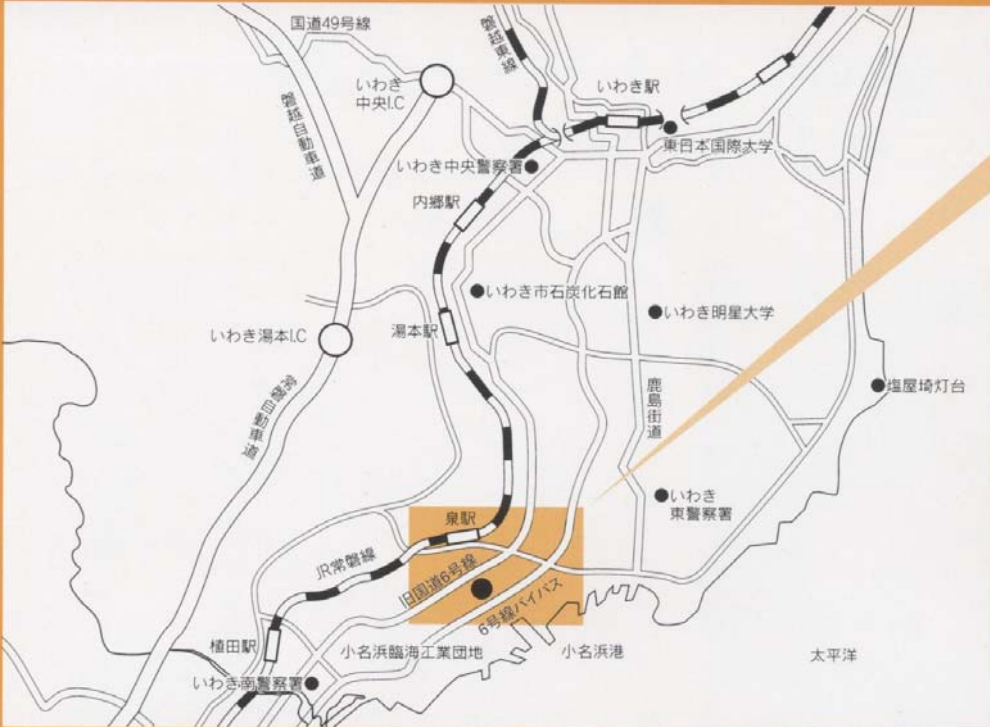 国道49号線
磐越東線
いわき
中央I.C
いわき駅
磐越自動車道
東日本国際大学
いわき中央警察署
内郷駅
いわき市石炭化石館
いわき明星大学
いわき湯本I.C
湯本駅
塩屋埼灯台
常磐自動車道
鹿島街道
いわき
東警察署
泉駅
JR常磐線
旧国道6号線
6号線バイパス
植田駅
小名浜臨海工業団地
小名浜港
太平洋
いわき南警察署